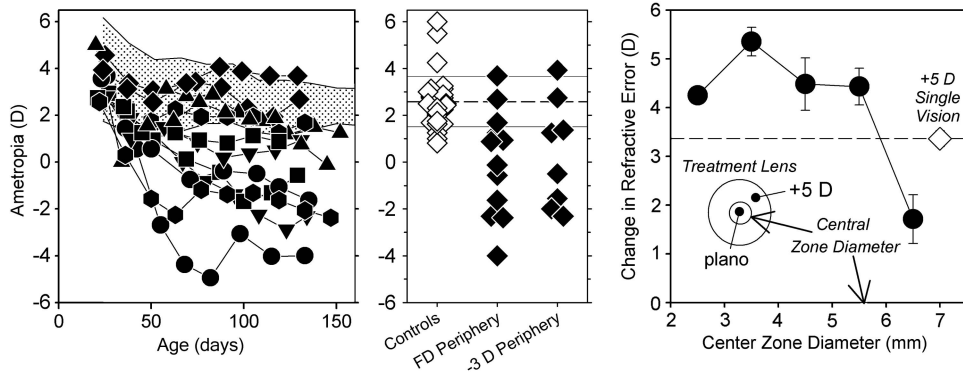 6
4
2
0
-2
-4
-6
Ametropia (D)
0
50
100
150
Age (days)
6
4
2
0
-2
-4
-6
Controls
FD Periphery
-3 D Periphery
6
5
4
3
2
1
0
Change in Refractive Error (D)
+5 D
Single
Vision
Treatment Lens
+5 D
Central
Zone Diameter
plano
2
3
4
5
6
7
Center Zone Diameter (mm)